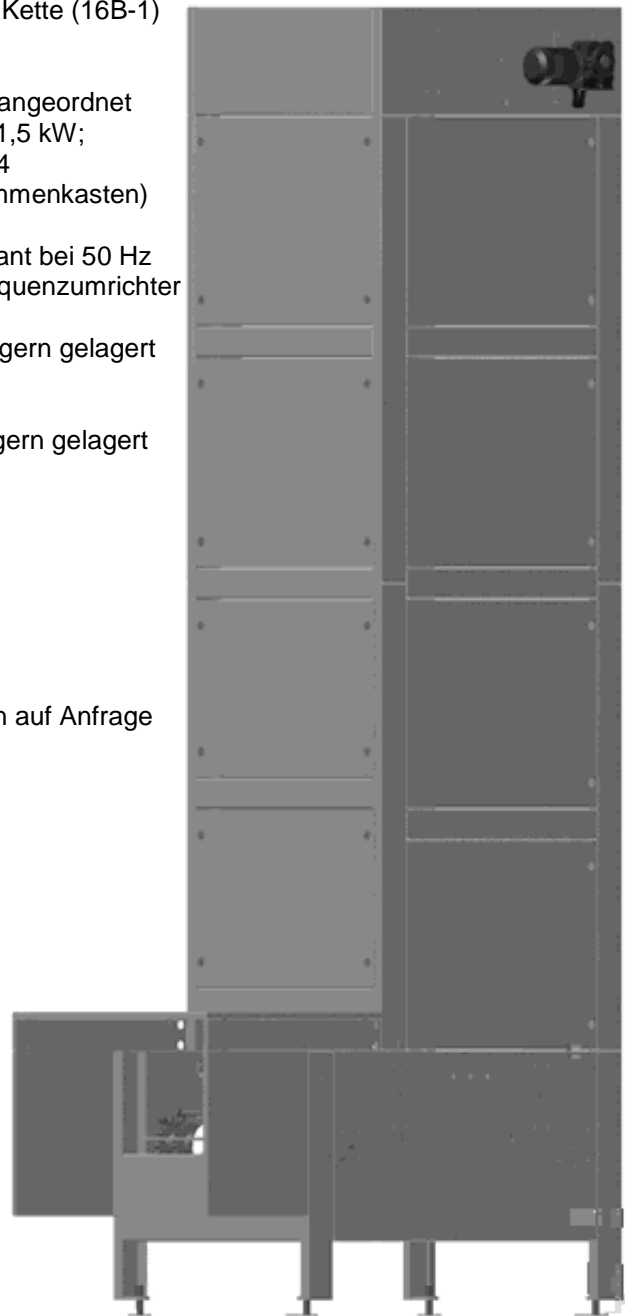 Kette (16B-1)
angeordnet
1,5 kW;
4
mmenkasten)
ant bei 50 Hz
quenzumrichter
gern gelagert
gern gelagert
n auf Anfrage